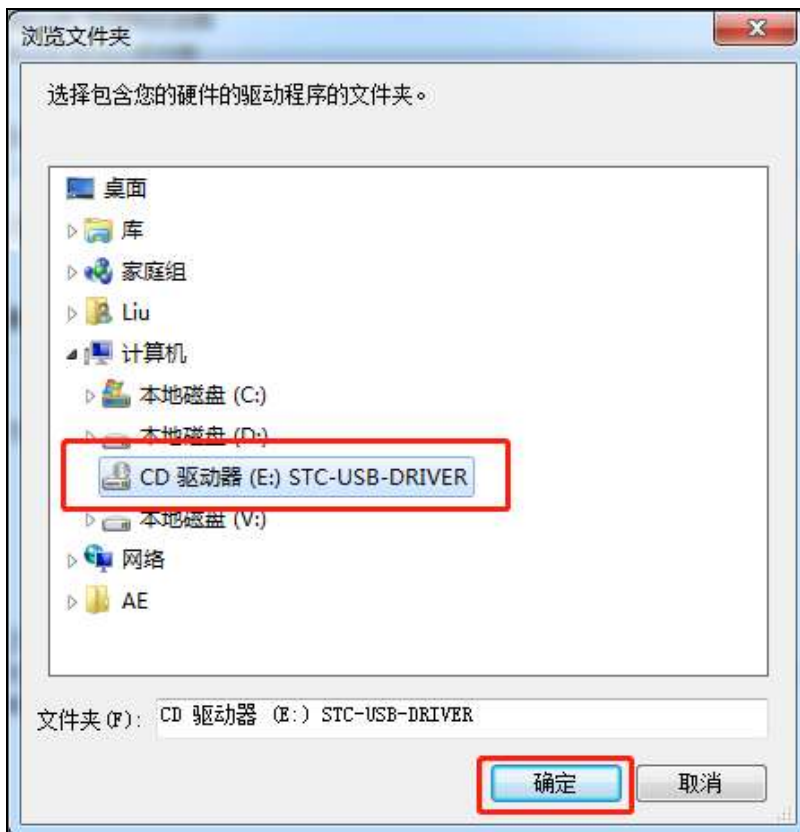 浏览文件夹
选择包含您的硬件的驱动程序的文件夹。
桌面
库
家庭组
Liu
计算机
本地磁盘 (C:)
本地磁盘 (D:)
CD 驱动器 (E:) STC-USB-DRIVER
本地磁盘 (V:)
网络
AE
文件夹(F): CD 驱动器 (E:) STC-USB-DRIVER
确定 取消